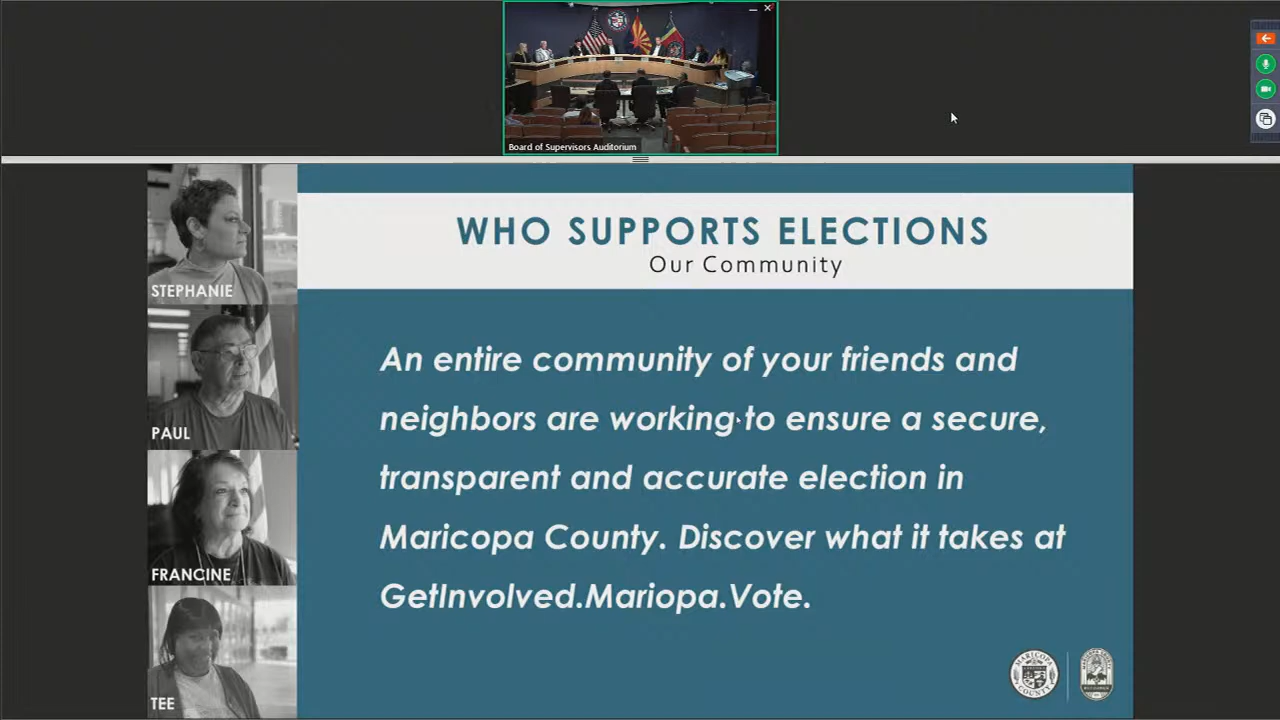 Board of Supervisors Auditorium
WHO SUPPORTS ELECTIONS
Our Community
STEPHANIE
PAUL
FRANCINE
TEE
An entire community of your friends and
neighbors are working to ensure a secure,
transparent and accurate election in
Maricopa County. Discover what it takes at
GetInvolved.Mariopa.Vote.
MARICOPA
COUNTY